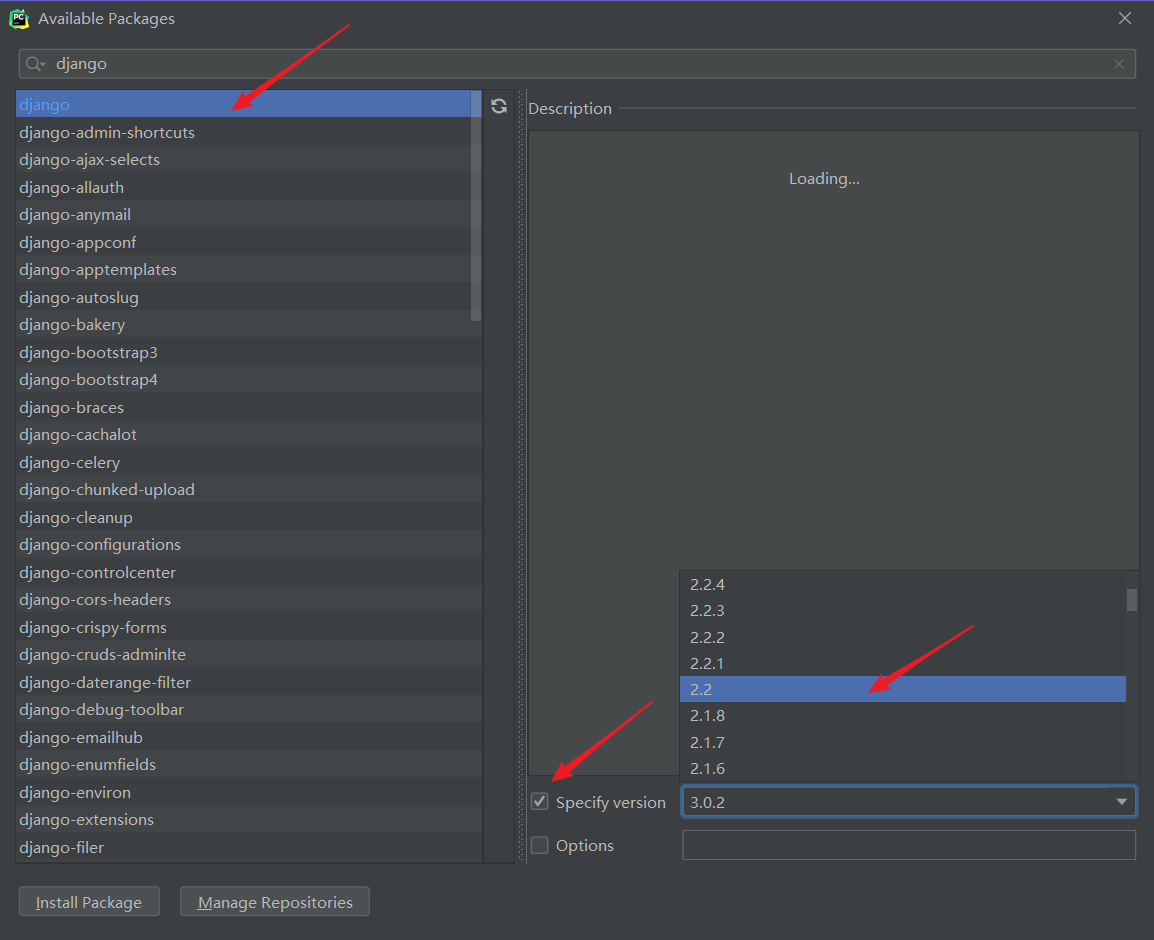 Available Packages
django
django
django-admin-shortcuts
django-ajax-selects
django-allauth
django-anymail
django-appconf
django-apptemplates
django-autoslug
django-bakery
django-bootstrap3
django-bootstrap4
django-braces
django-cachalot
django-celery
django-chunked-upload
django-cleanup
django-configurations
django-controlcenter
django-cors-headers
django-crispy-forms
django-cruds-adminlte
django-daterange-filter
django-debug-toolbar
django-emailhub
django-enumfields
django-environ
django-extensions
django-filer
Description
Loading...
2.2.4
2.2.3
2.2.2
2.2.1
2.2
2.1.8
2.1.7
2.1.6
Specify version 3.0.2
Options
Install Package Manage Repositories